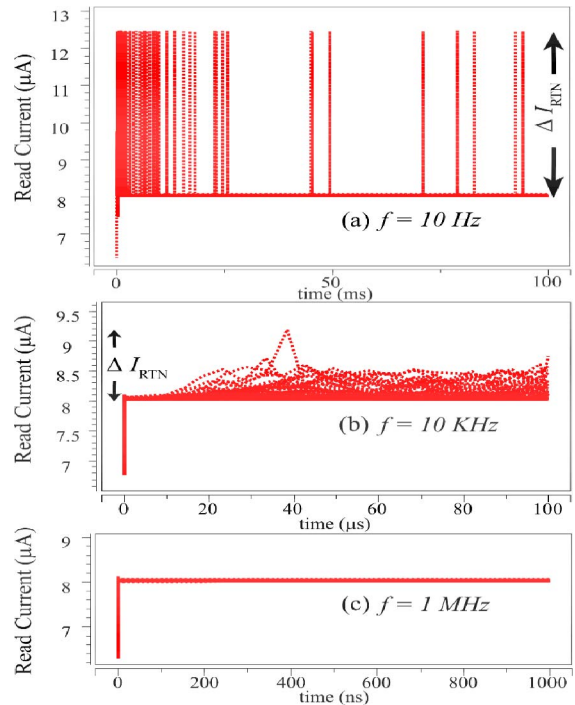 13
12
11
10
9
8
7
Read Current (µA)
Δ I RTN
(a) f = 10 Hz
0
50
100
time (ms)
9.5
9
8.5
8
7.5
7
Read Current (µA)
Δ I RTN
(b) f = 10 KHz
0
20
40
60
80
100
time (µs)
9
8
7
Read Current (µA)
(c) f = 1 MHz
0
200
400
600
800
1000
time (ns)